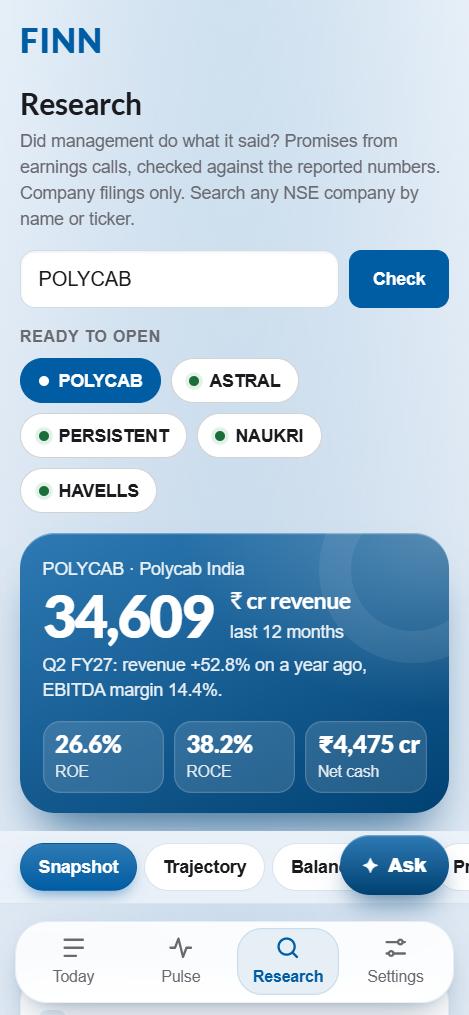 FINN
Research
Did management do what it said? Promises from
earnings calls, checked against the reported numbers.
Company filings only. Search any NSE company by
name or ticker.
POLYCAB
Check
READY TO OPEN
POLYCAB
ASTRAL
PERSISTENT
NAUKRI
HAVELLS
POLYCAB · Polycab India
34,609 ₹ cr revenue
last 12 months
Q2 FY27: revenue +52.8% on a year ago,
EBITDA margin 14.4%.
26.6%
ROE
38.2%
ROCE
₹4,475 cr
Net cash
Snapshot
Trajectory
Balan
Ask
Pr
Today
Pulse
Research
Settings